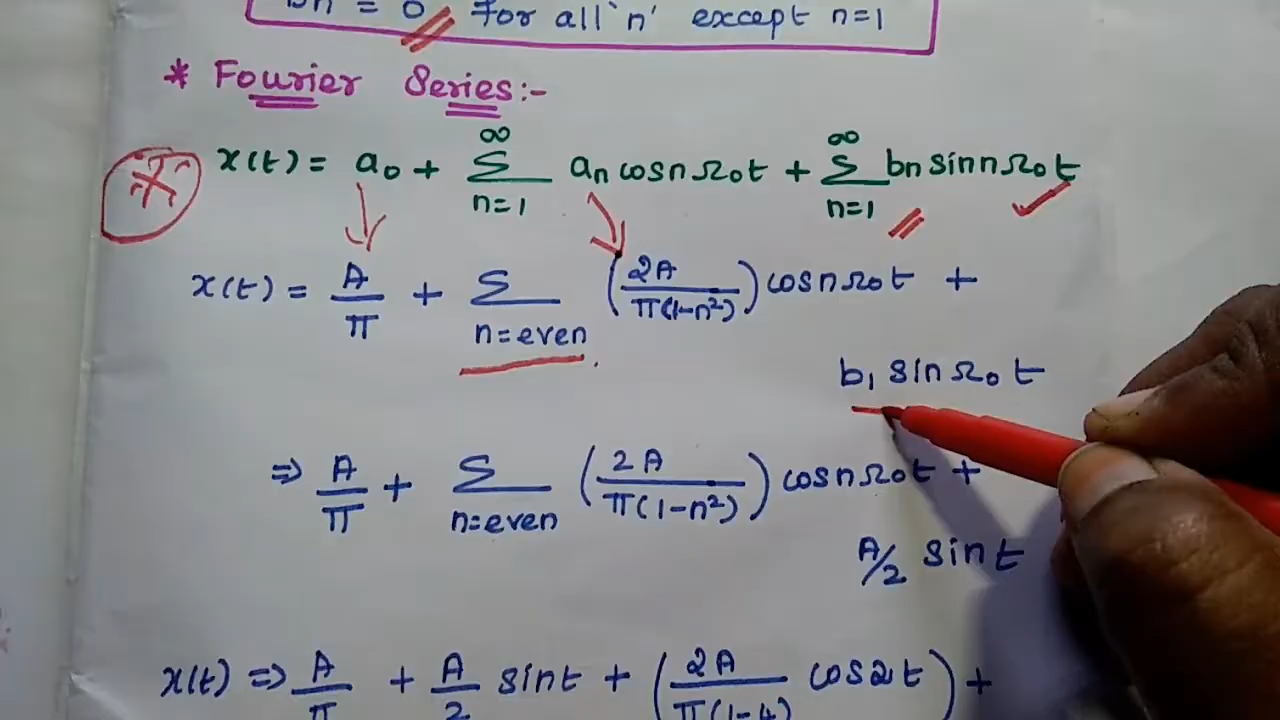 bn = 0 for all 'n' except n=1
* Fourier Series:-
x(t) = a₀ + Σ_{n=1}^{∞} aₙ cos nΩ₀t + Σ_{n=1}^{∞} bₙ sin nΩ₀t
x(t) = A/π + Σ_{n=even} (2A/π(1-n²)) cos nΩ₀t +
b₁ sin Ω₀t
⇒ A/π + Σ_{n=even} (2A/π(1-n²)) cos nΩ₀t +
A/2 sin t
x(t) ⇒ A/π + A/2 sin t + (2A/π(1-4) cos 2t) +